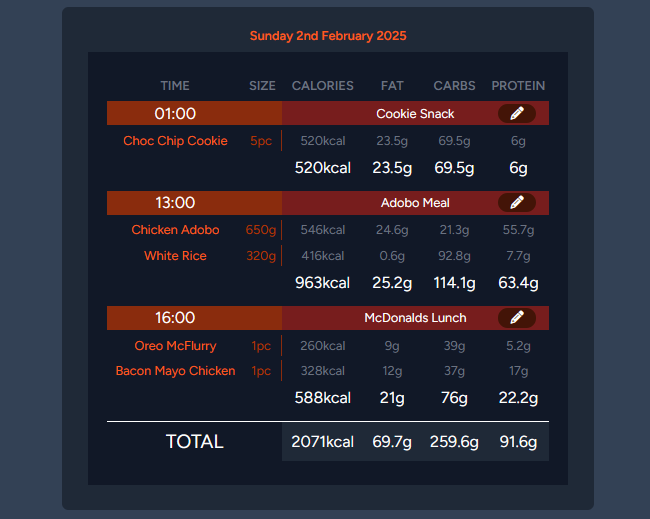 Sunday 2nd February 2025
TIME SIZE CALORIES FAT CARBS PROTEIN
01:00 Cookie Snack
Choc Chip Cookie 5pc 520kcal 23.5g 69.5g 6g
520kcal 23.5g 69.5g 6g
13:00 Adobo Meal
Chicken Adobo 650g 546kcal 24.6g 21.3g 55.7g
White Rice 320g 416kcal 0.6g 92.8g 7.7g
963kcal 25.2g 114.1g 63.4g
16:00 McDonalds Lunch
Oreo McFlurry 1pc 260kcal 9g 39g 5.2g
Bacon Mayo Chicken 1pc 328kcal 12g 37g 17g
588kcal 21g 76g 22.2g
TOTAL 2071kcal 69.7g 259.6g 91.6g